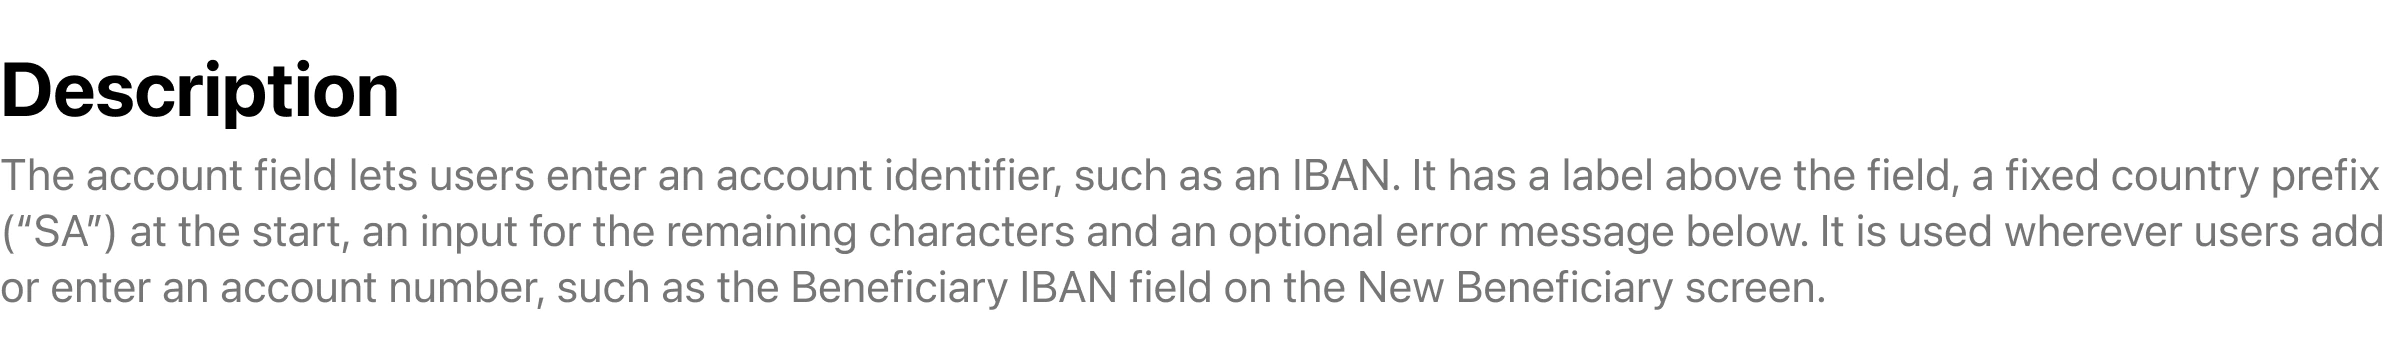 Description
The account field lets users enter an account identifier, such as an IBAN. It has a label above the field, a fixed country prefix
(“SA”) at the start, an input for the remaining characters and an optional error message below. It is used wherever users add
or enter an account number, such as the Beneficiary IBAN field on the New Beneficiary screen.